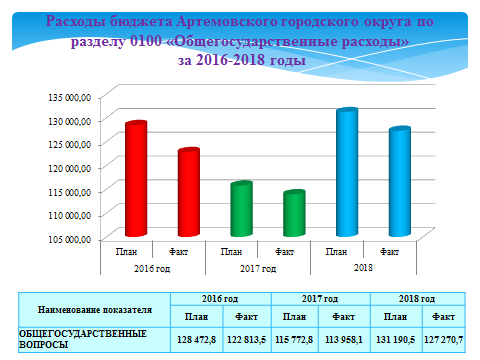 Расходы бюджета Артемовского городского округа по
разделу 0100 «Общегосударственные расходы»
за 2016-2018 годы
135 000,00
130 000,00
125 000,00
120 000,00
115 000,00
110 000,00
105 000,00
План Факт План Факт План Факт
2016 год 2017 год 2018
Наименование показателя 2016 год 2017 год 2018 год
План Факт План Факт План Факт
ОБЩЕГОСУДАРСТВЕННЫЕ
ВОПРОСЫ 128 472,8 122 813,5 115 772,8 113 958,1 131 190,5 127 270,7